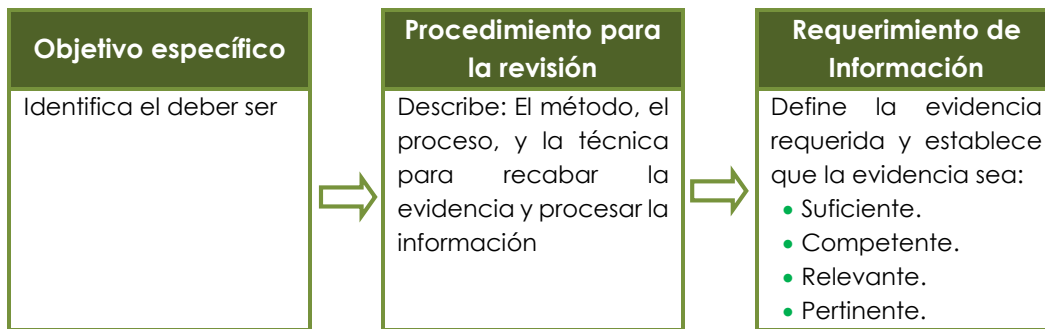 Objetivo específico
Identifica el deber ser
Procedimiento para
la revisión
Describe: El método, el
proceso, y la técnica
para recabar la
evidencia y procesar la
información
Requerimiento de
Información
Define la evidencia
requerida y establece
que la evidencia sea:
• Suficiente.
• Competente.
• Relevante.
• Pertinente.